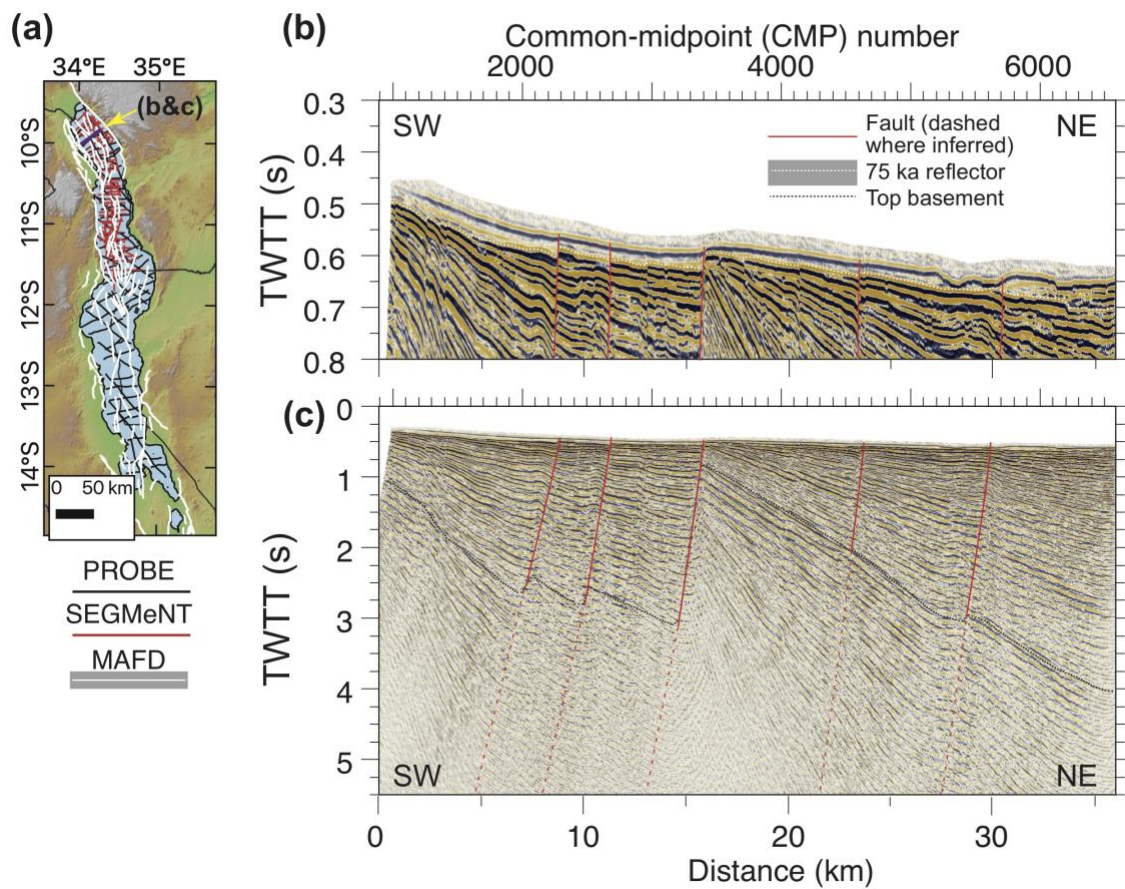 (a)
34°E 35°E
(b&c)
10°S
11°S
12°S
13°S
14°S
0 50 km
PROBE
SEGMeNT
MAFD
(b)
Common-midpoint (CMP) number
2000 4000 6000
TWTT (s)
0.3
0.4
0.5
0.6
0.7
0.8
SW
NE
Fault (dashed
where inferred)
75 ka reflector
Top basement
(c)
TWTT (s)
0
1
2
3
4
5
SW
NE
0 10 20 30
Distance (km)